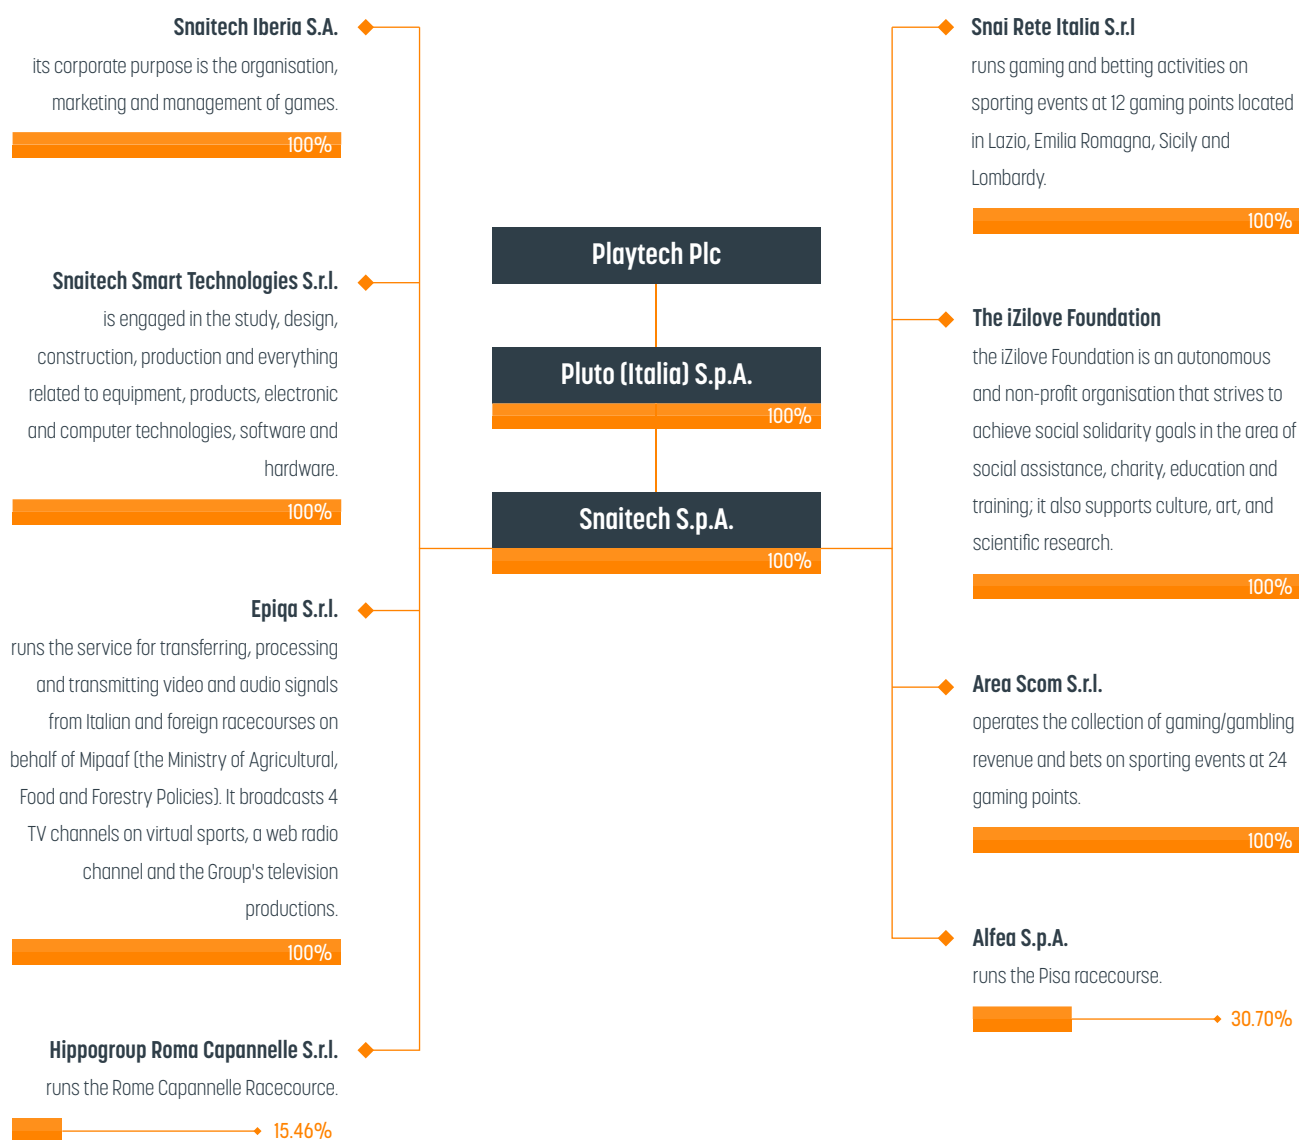 Snaitech Iberia S.A.
its corporate purpose is the organisation,
marketing and management of games.
100%
Snaitech Smart Technologies S.r.l.
is engaged in the study, design,
construction, production and everything
related to equipment, products, electronic
and computer technologies, software and
hardware.
100%
Epiqa S.r.l.
runs the service for transferring, processing
and transmitting video and audio signals
from Italian and foreign racecourses on
behalf of Mipaaf (the Ministry of Agricultural,
Food and Forestry Policies). It broadcasts 4
TV channels on virtual sports, a web radio
channel and the Group's television
productions.
100%
Hippogroup Roma Capannelle S.r.l.
runs the Rome Capannelle Racecource.
15.46%
Playtech Plc
Pluto (Italia) S.p.A.
100%
Snaitech S.p.A.
100%
Snai Rete Italia S.r.l
runs gaming and betting activities on
sporting events at 12 gaming points located
in Lazio, Emilia Romagna, Sicily and
Lombardy.
100%
The iZilove Foundation
the iZilove Foundation is an autonomous
and non-profit organisation that strives to
achieve social solidarity goals in the area of
social assistance, charity, education and
training; it also supports culture, art, and
scientific research.
100%
Area Scom S.r.l.
operates the collection of gaming/gambling
revenue and bets on sporting events at 24
gaming points.
100%
Alfea S.p.A.
runs the Pisa racecourse.
30.70%